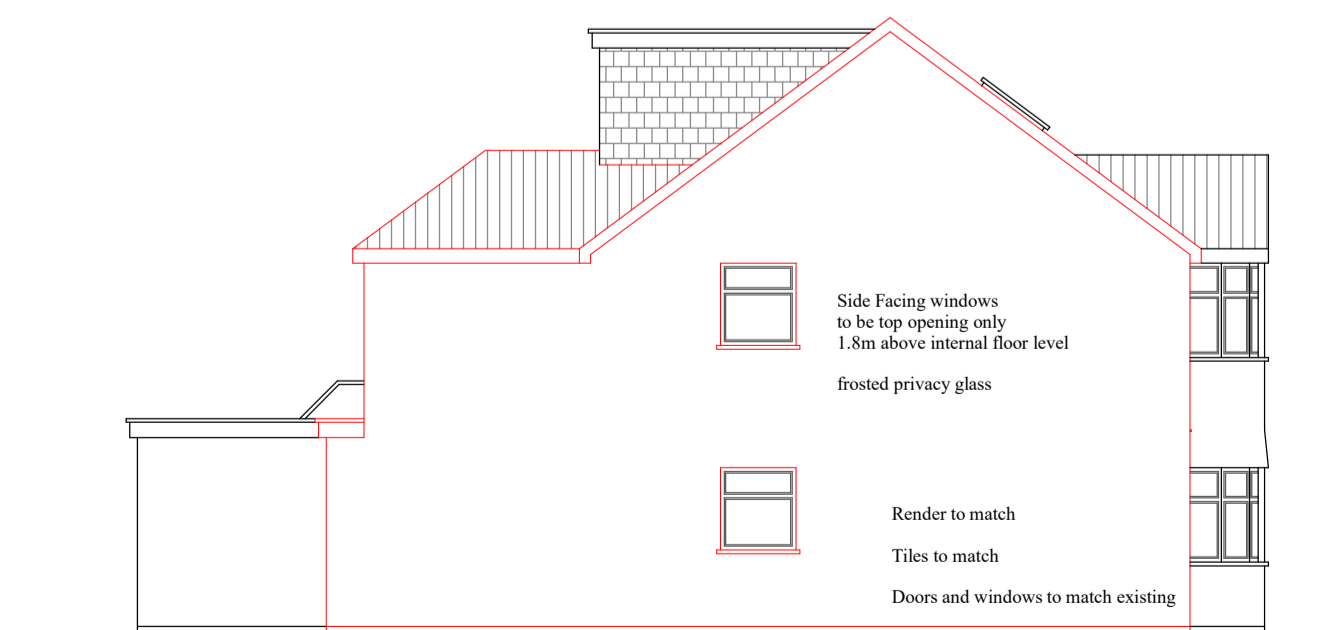 Side Facing windows
to be top opening only
1.8m above internal floor level
frosted privacy glass
Render to match
Tiles to match
Doors and windows to match existing